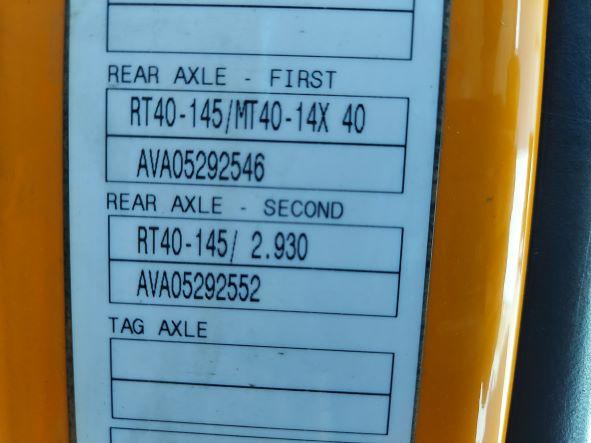 REAR AXLE - FIRST
RT40-145/MT40-14X 40
AVA05292546
REAR AXLE - SECOND
RT40-145/ 2.930
AVA05292552
TAG AXLE